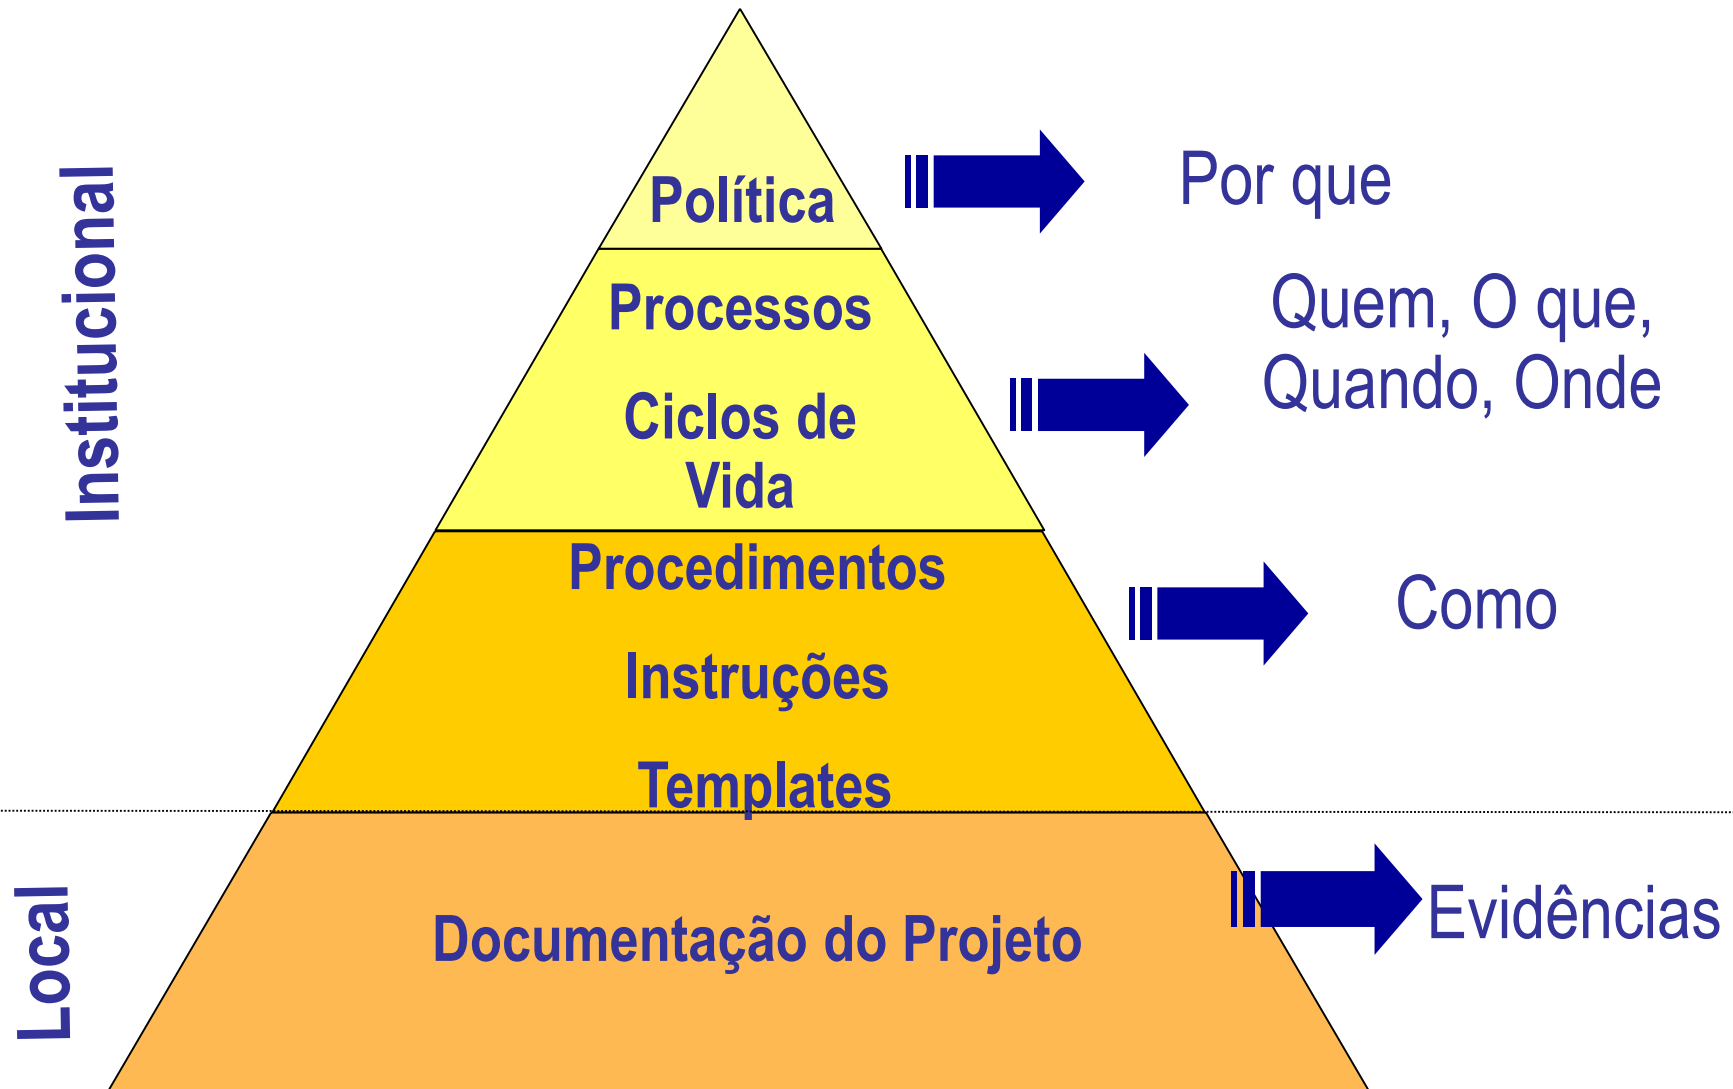 Institucional
Política
Por que
Processos
Ciclos de
Vida
Quem, O que,
Quando, Onde
Procedimentos
Instruções
Templates
Como
Local
Documentação do Projeto
Evidências